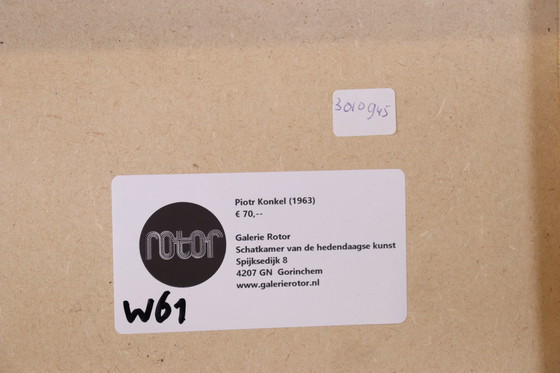 3010945
rotor
Piotr Konkel (1963)
€ 70,--
Galerie Rotor
Schatkamer van de hedendaagse kunst
Spijksedijk 8
4207 GN Gorinchem
www.galerierotor.nl
W61